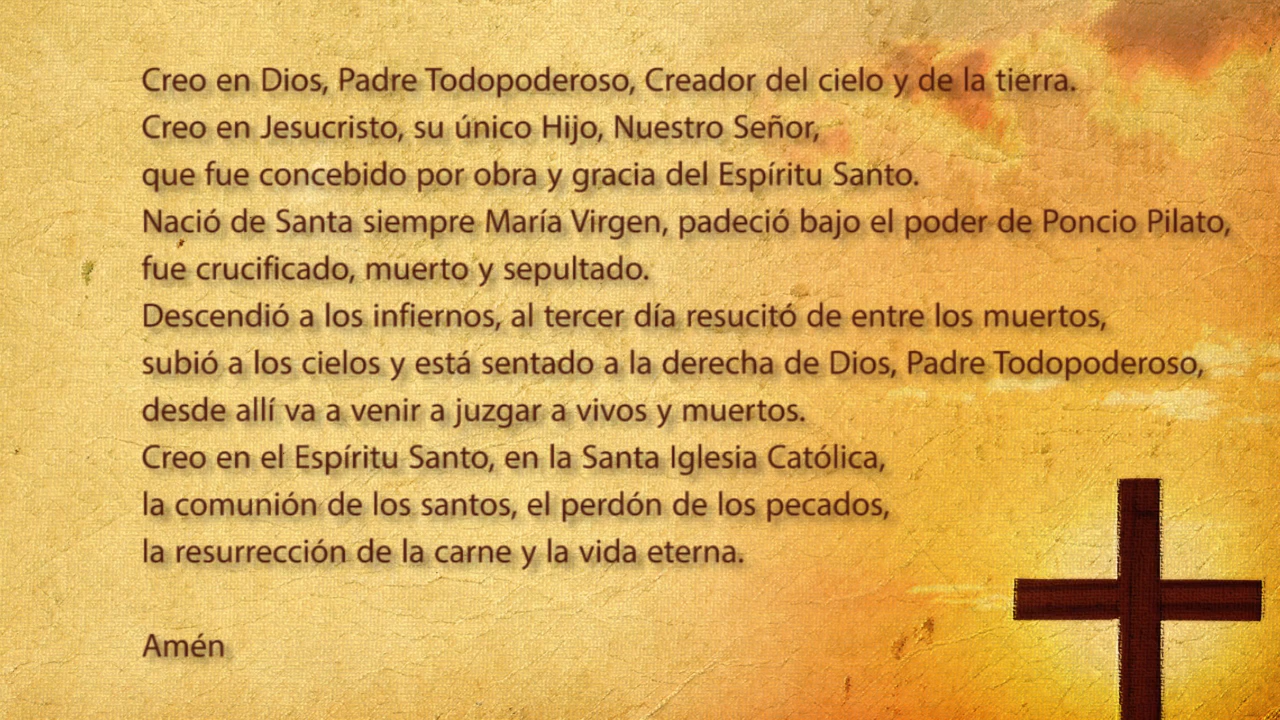 Creo en Dios, Padre Todopoderoso, Creador del cielo y de la tierra.
Creo en Jesucristo, su único Hijo, Nuestro Señor,
que fue concebido por obra y gracia del Espíritu Santo.
Nació de Santa siempre María Virgen, padeció bajo el poder de Poncio Pilato,
fue crucificado, muerto y sepultado.
Descendió a los infiernos, al tercer día resucitó de entre los muertos,
subió a los cielos y está sentado a la derecha de Dios, Padre Todopoderoso,
desde allí va a venir a juzgar a vivos y muertos.
Creo en el Espíritu Santo, en la Santa Iglesia Católica,
la comunión de los santos, el perdón de los pecados,
la resurrección de la carne y la vida eterna.
Amén